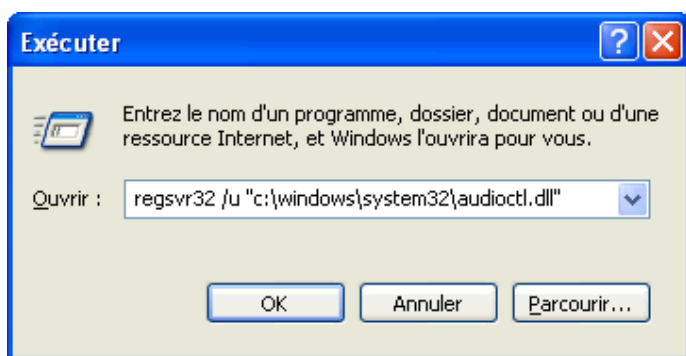 Exécuter
Entrez le nom d'un programme, dossier, document ou d'une
ressource Internet, et Windows l'ouvrira pour vous.
Ouvrir : regsvr32 /u "c:\windows\system32\audioctl.dll"
OK Annuler Parcourir...